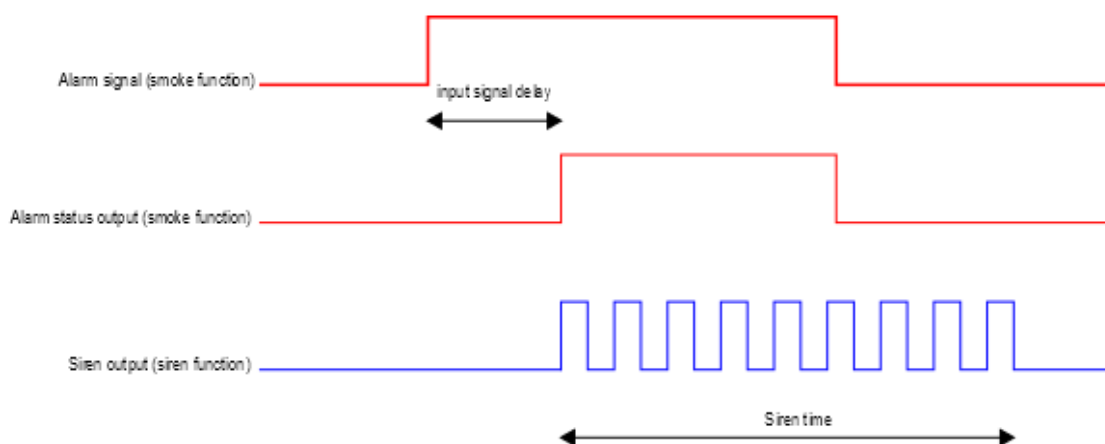 Alarm signal (smoke function)
input signal delay
Alarm status output (smoke function)
Siren output (siren function)
Siren time